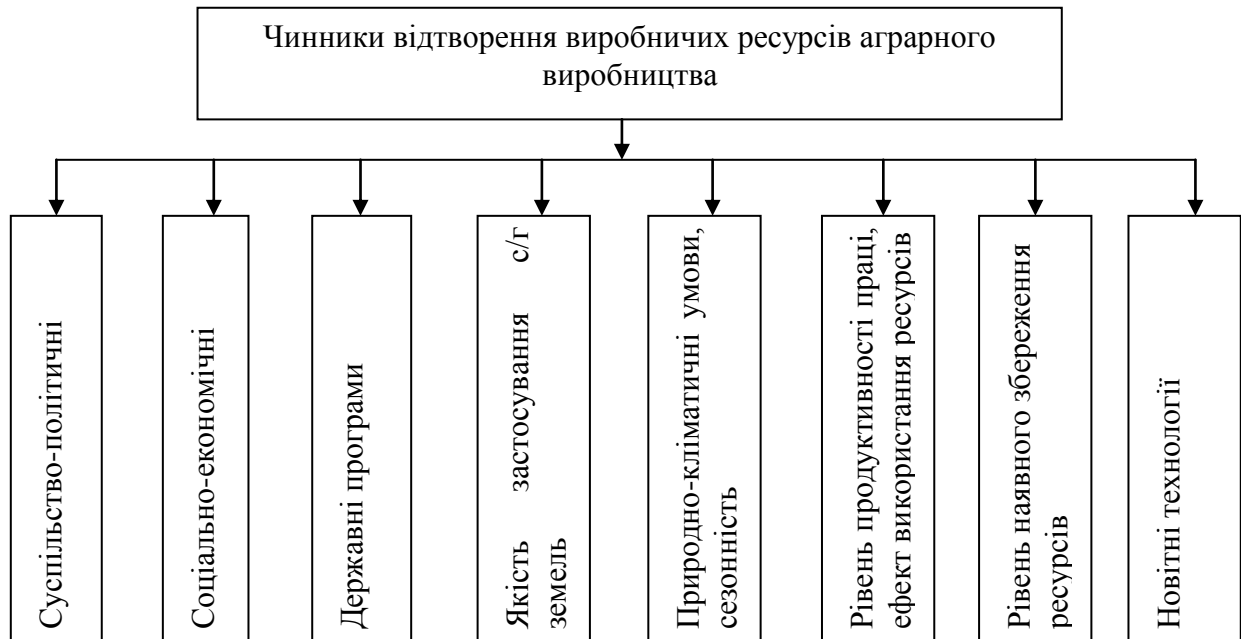 Чинники відтворення виробничих ресурсів аграрного
виробництва
Суспільство-політичні
Соціально-економічні
Державні програми
Якість застосування с/г
земель
Природно-кліматичні умови,
сезонність
Рівень продуктивності праці,
ефект використання ресурсів
Рівень наявного збереження
ресурсів
Новітні технології